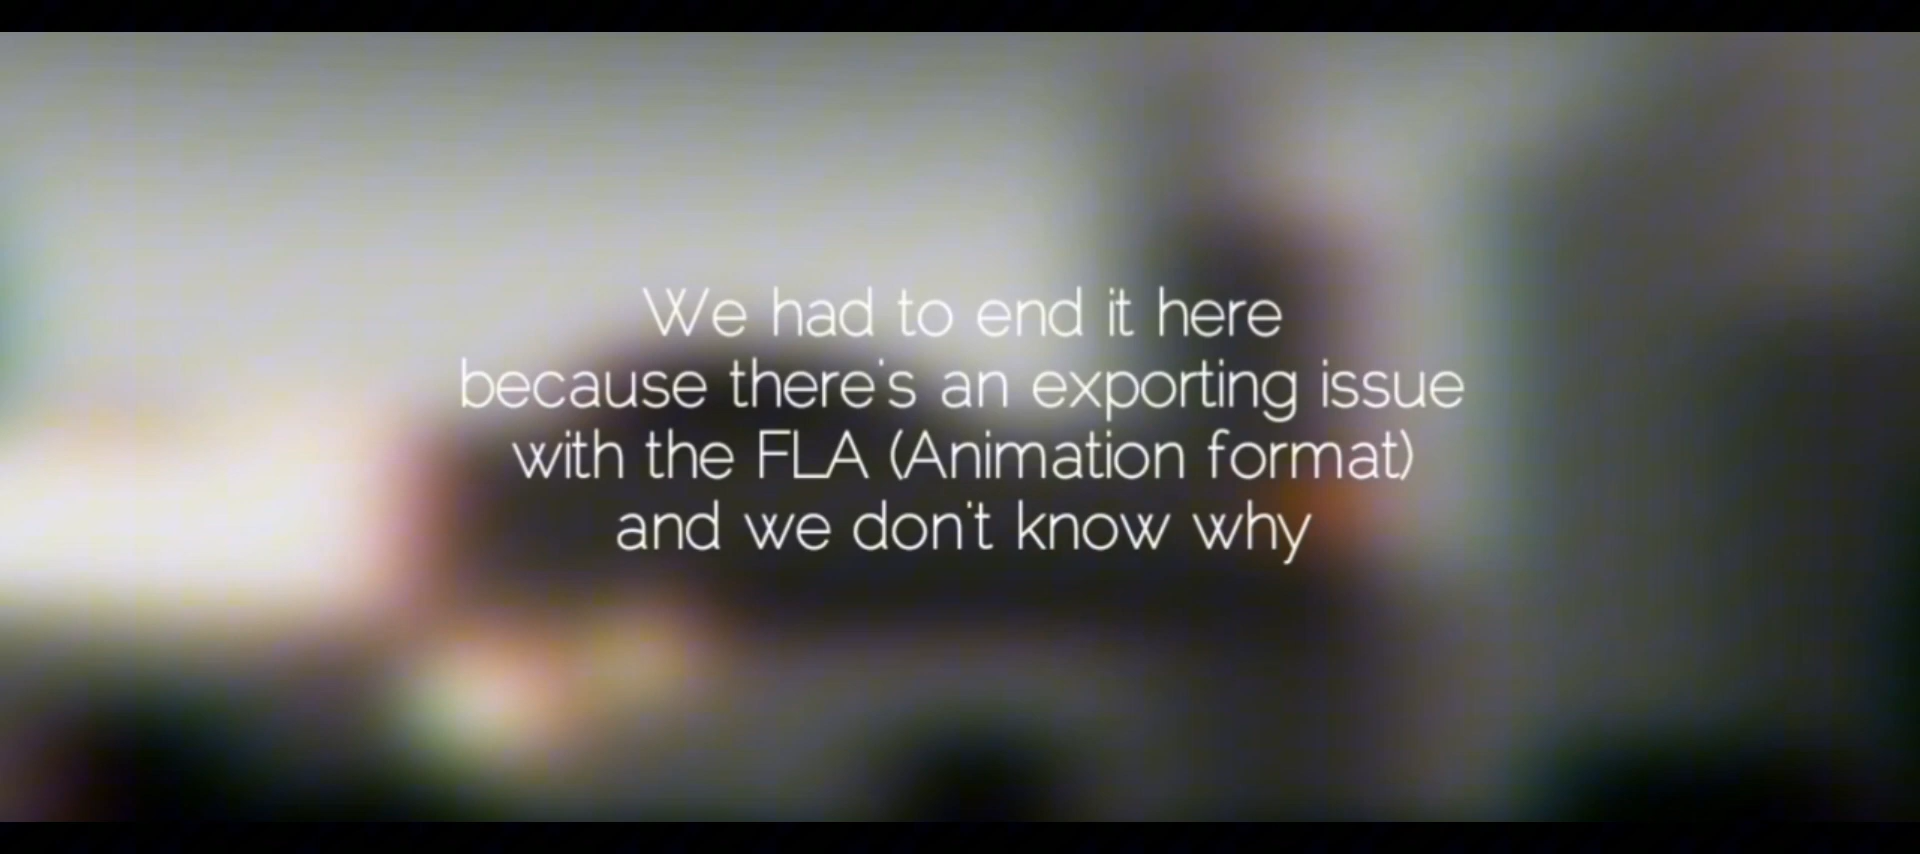 We had to end it here
because there's an exporting issue
with the FLA (Animation format)
and we don't know why